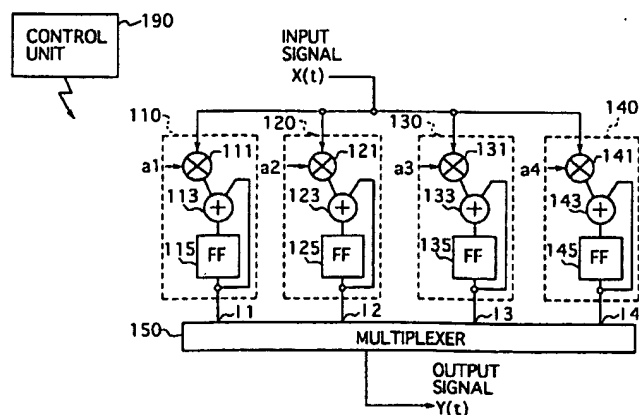 CONTROL
UNIT
190
INPUT
SIGNAL
X(t)
110
120
130
140
a1
111
a2
121
a3
131
a4
141
113
123
133
143
115
FF
125
FF
135
FF
145
FF
11
12
13
14
150
MULTIPLEXER
OUTPUT
SIGNAL
Y(t)